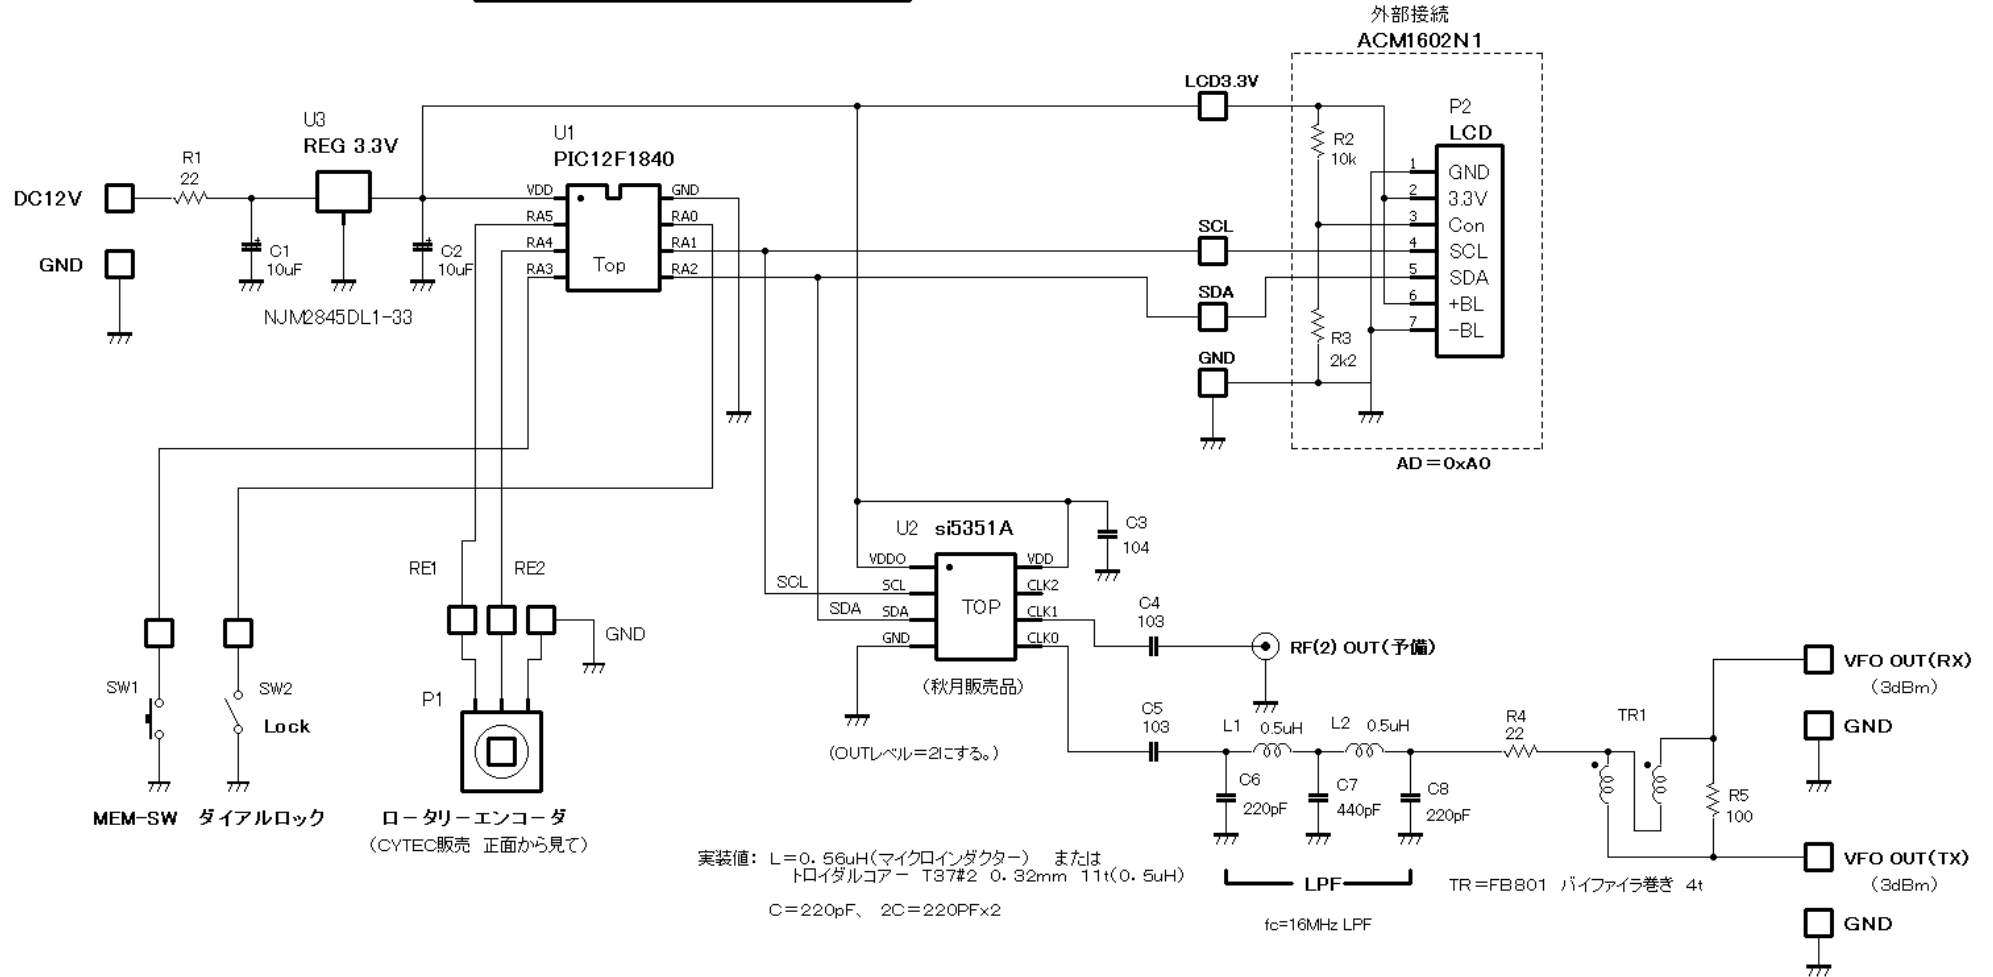 外部接続
ACM1602N1
LCD3.3V
P2
LCD
R2
10k
1 GND
2 3.3V
3 Con
4 SCL
5 SDA
6 +BL
7 -BL
R3
2k2
SCL
SDA
GND
AD=0xA0
U3
REG 3.3V
R1
22
DC12V
GND
C1
10uF
C2
10uF
NJM2845DL1-33
U1
PIC12F1840
VDD
RA5
RA4
RA3
Top
GND
RA0
RA1
RA2
U2 si5351A
C3
104
VDDO
SCL
SDA
GND
TOP
VDD
CLK2
CLK1
CLK0
SCL
SDA
(秋月販売品)
(OUTレベル=2にする。)
C4
103
RF(2) OUT(予備)
RE1
RE2
GND
P1
SW1
SW2
Lock
MEM-SW
ダイアルロック
ロータリーエンコーダ
(CYTEC販売 正面から見て)
C5
103
L1 0.5uH
L2 0.5uH
C6
220pF
C7
440pF
C8
220pF
R4
22
TR1
R5
100
VFO OUT(RX)
(3dBm)
GND
VFO OUT(TX)
(3dBm)
GND
実装値: L=0.56uH(マイクロインダクター) または
トロイダルコアー T37#2 0.32mm 11t(0.5uH)
C=220pF、 2C=220PFx2
LPF
fc=16MHz LPF
TR=FB801 バイファイラ巻き 4t